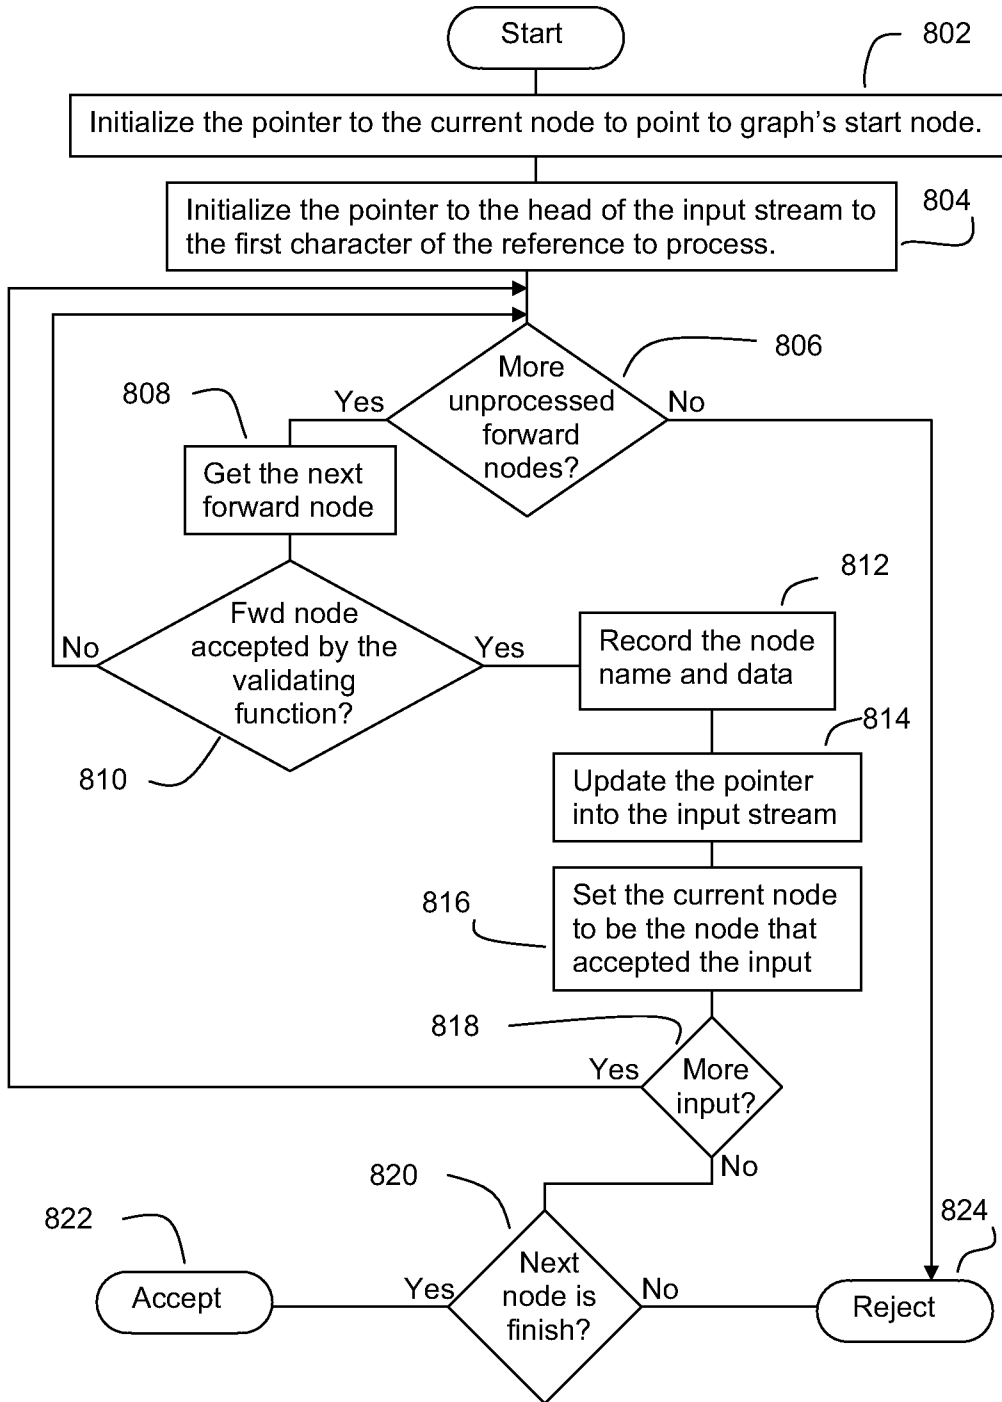 Start
802
Initialize the pointer to the current node to point to graph's start node.
Initialize the pointer to the head of the input stream to
the first character of the reference to process.
804
806
More
unprocessed
forward
nodes?
Yes
No
808
Get the next
forward node
812
Fwd node
accepted by the
validating
function?
No
Yes
Record the node
name and data
810
814
Update the pointer
into the input stream
816
Set the current node
to be the node that
accepted the input
818
Yes
More
input?
No
820
822
824
Accept
Yes
Next
node is
finish?
No
Reject